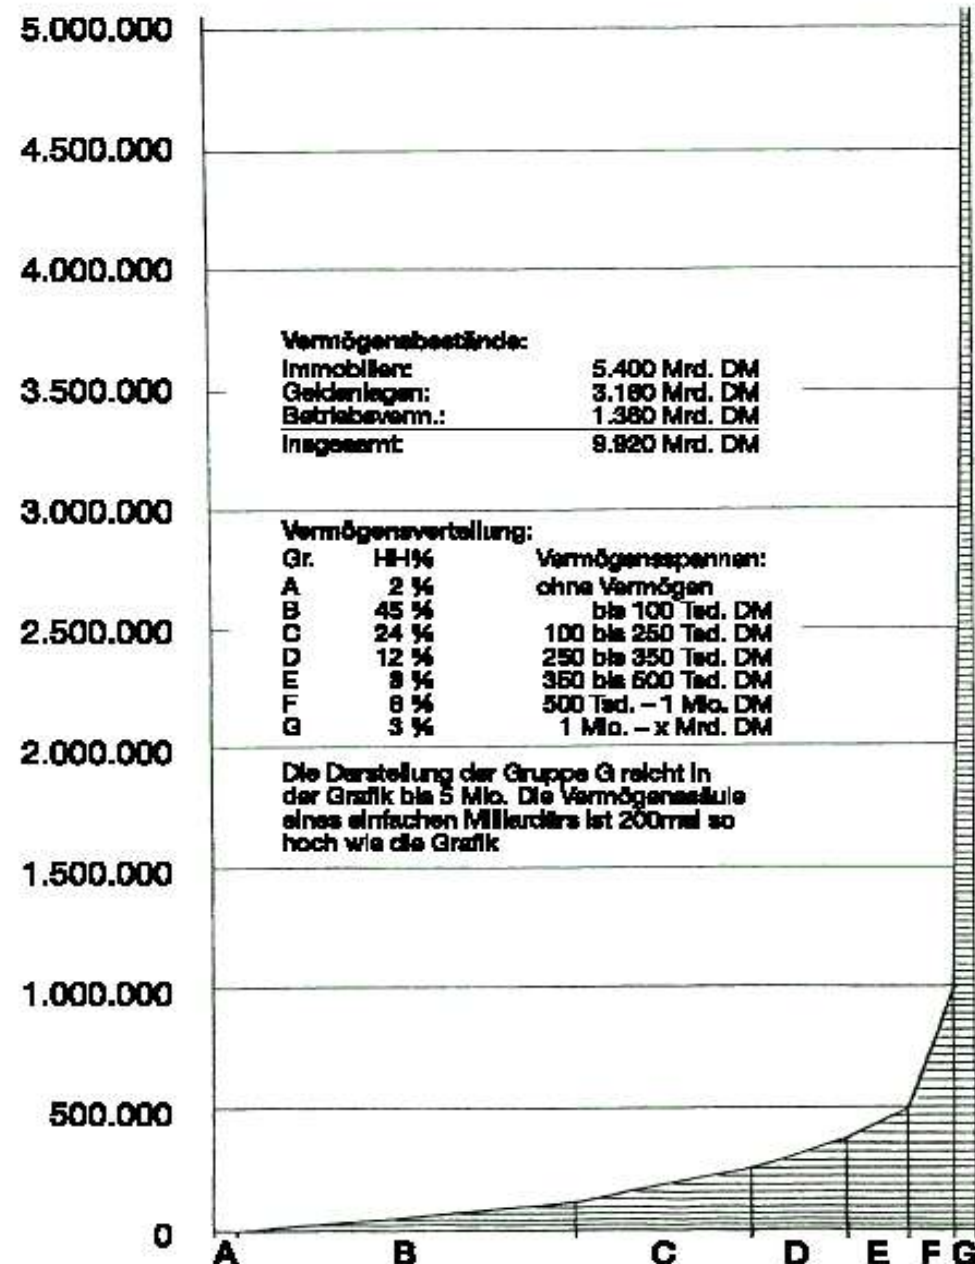 5.000.000
4.500.000
4.000.000
3.500.000
3.000.000
2.500.000
2.000.000
1.500.000
1.000.000
500.000
0
Vermögensbestände:
Immobilien: 5.400 Mrd. DM
Geldanlagen: 3.160 Mrd. DM
Betriebsverm.: 1.360 Mrd. DM
Insgesamt: 9.920 Mrd. DM
Vermögensverteilung:
Gr. HH% Vermögensspannen:
A 2 % ohne Vermögen
B 45 % bis 100 Tsd. DM
C 24 % 100 bis 250 Tsd. DM
D 12 % 250 bis 350 Tsd. DM
E 8 % 350 bis 500 Tsd. DM
F 6 % 500 Tsd. – 1 Mio. DM
G 3 % 1 Mio. – x Mrd. DM
Die Darstellung der Gruppe G reicht in
der Grafik bis 5 Mio. Die Vermögenssäule
eines einfachen Milliardärs ist 200mal so
hoch wie die Grafik
A B C D E F G